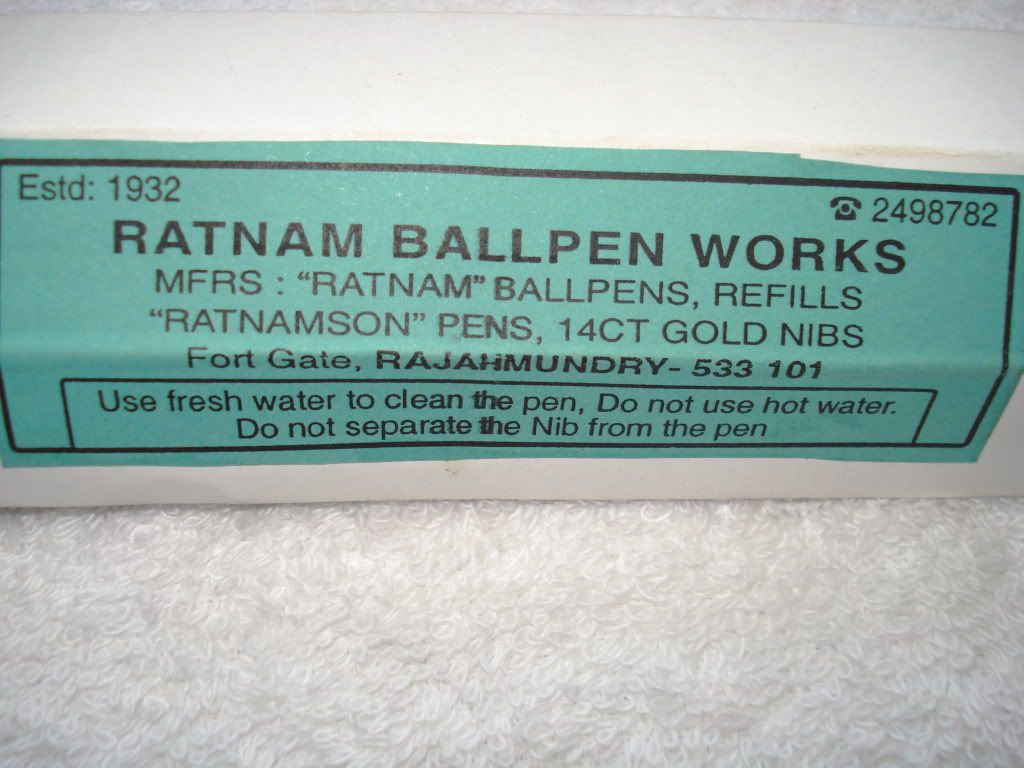 Estd: 1932
☎ 2498782
RATNAM BALLPEN WORKS
MFRS : “RATNAM” BALLPENS, REFILLS
“RATNAMSON” PENS, 14CT GOLD NIBS
Fort Gate, RAJAHMUNDRY- 533 101
Use fresh water to clean the pen, Do not use hot water.
Do not separate the Nib from the pen